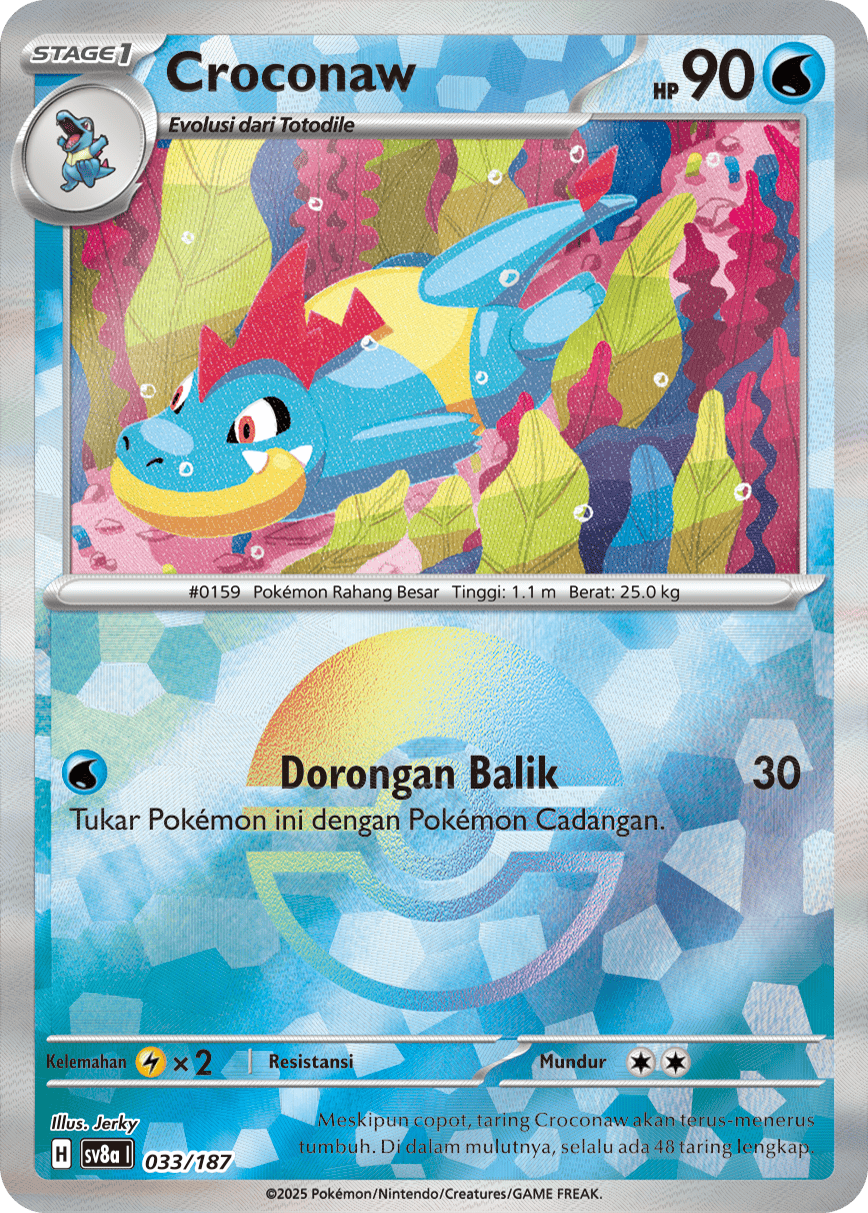 STAGE1
Croconaw
HP 90
Evolusi dari Totodile
#0159 Pokémon Rahang Besar Tinggi: 1.1 m Berat: 25.0 kg
Dorongan Balik 30
Tukar Pokémon ini dengan Pokémon Cadangan.
Kelemahan ×2 Resistansi Mundur
Illus. Jerky
Meskipun copot, taring Croconaw akan terus-menerus
tumbuh. Di dalam mulutnya, selalu ada 48 taring lengkap.
H sv8a I 033/187
©2025 Pokémon/Nintendo/Creatures/GAME FREAK.